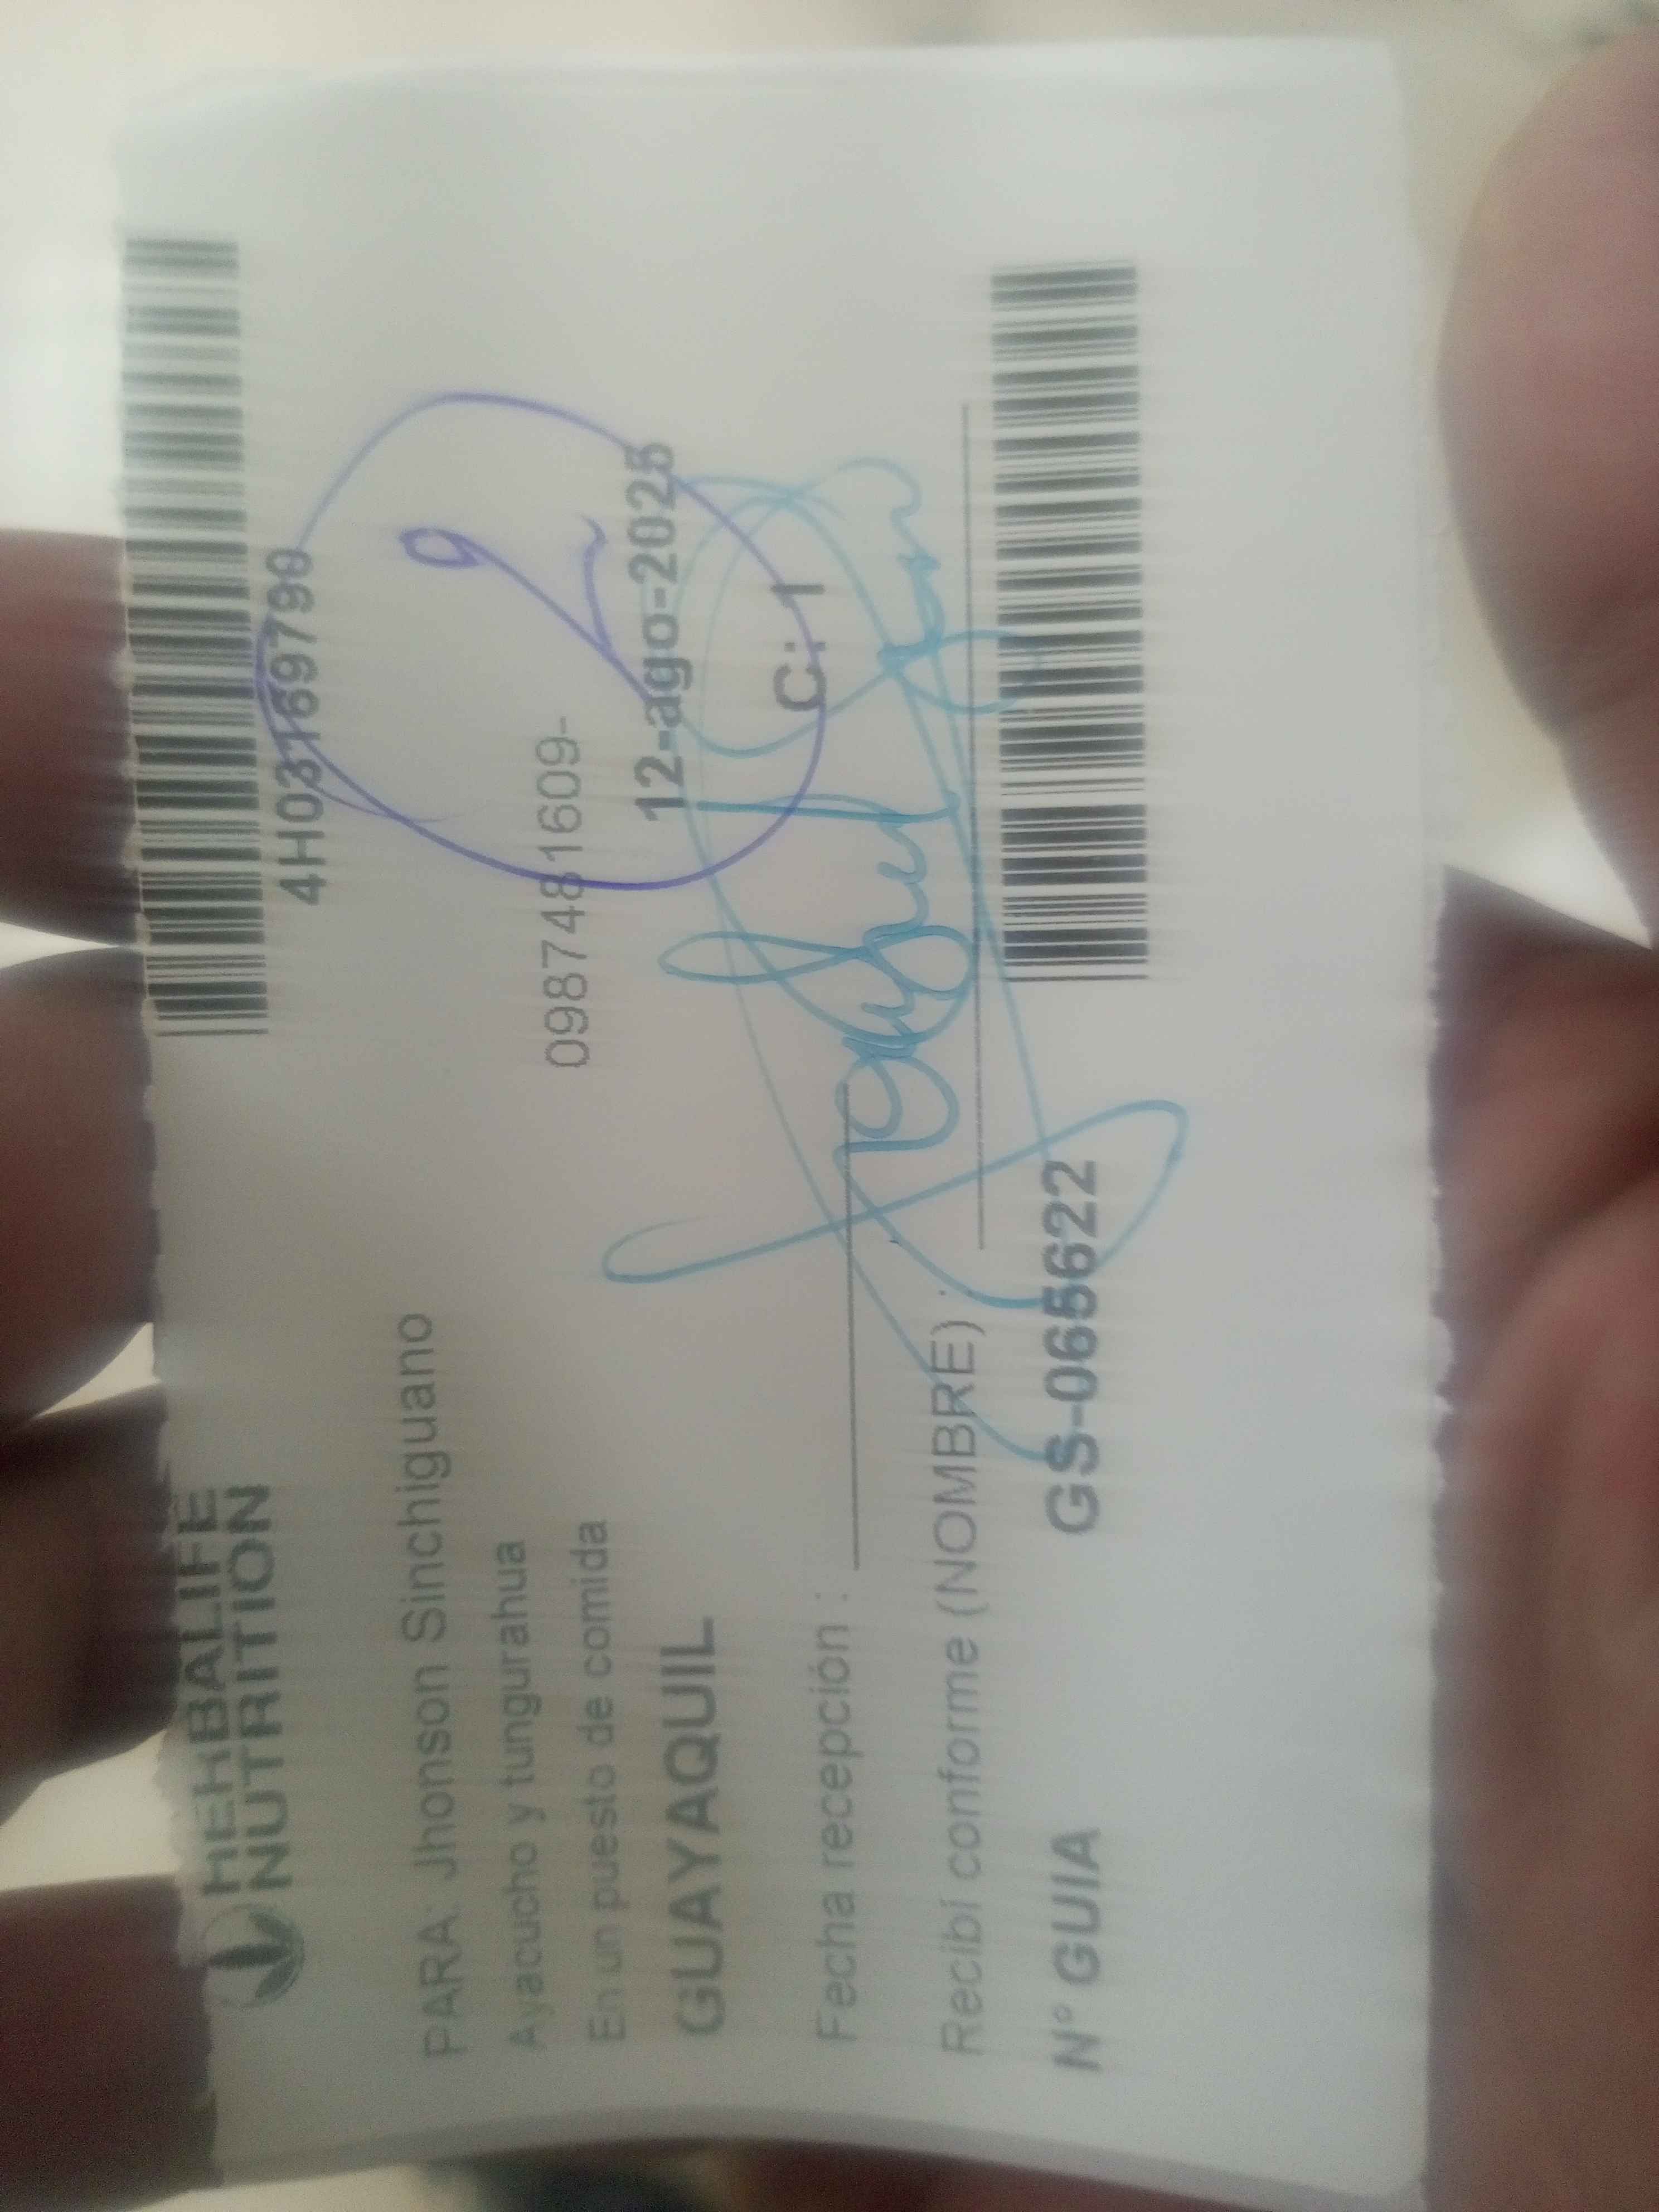 HERBALIFE
NUTRITION
4H03169799
PARA: Jhonson Sinchiguano
Ayacucho y tungurahua
0987481609-
En un puesto de comida
GUAYAQUIL
12-ago-2025
C: 1
Fecha recepción :
Recibí conforme (NOMBRE) :
N° GUIA GS-065622